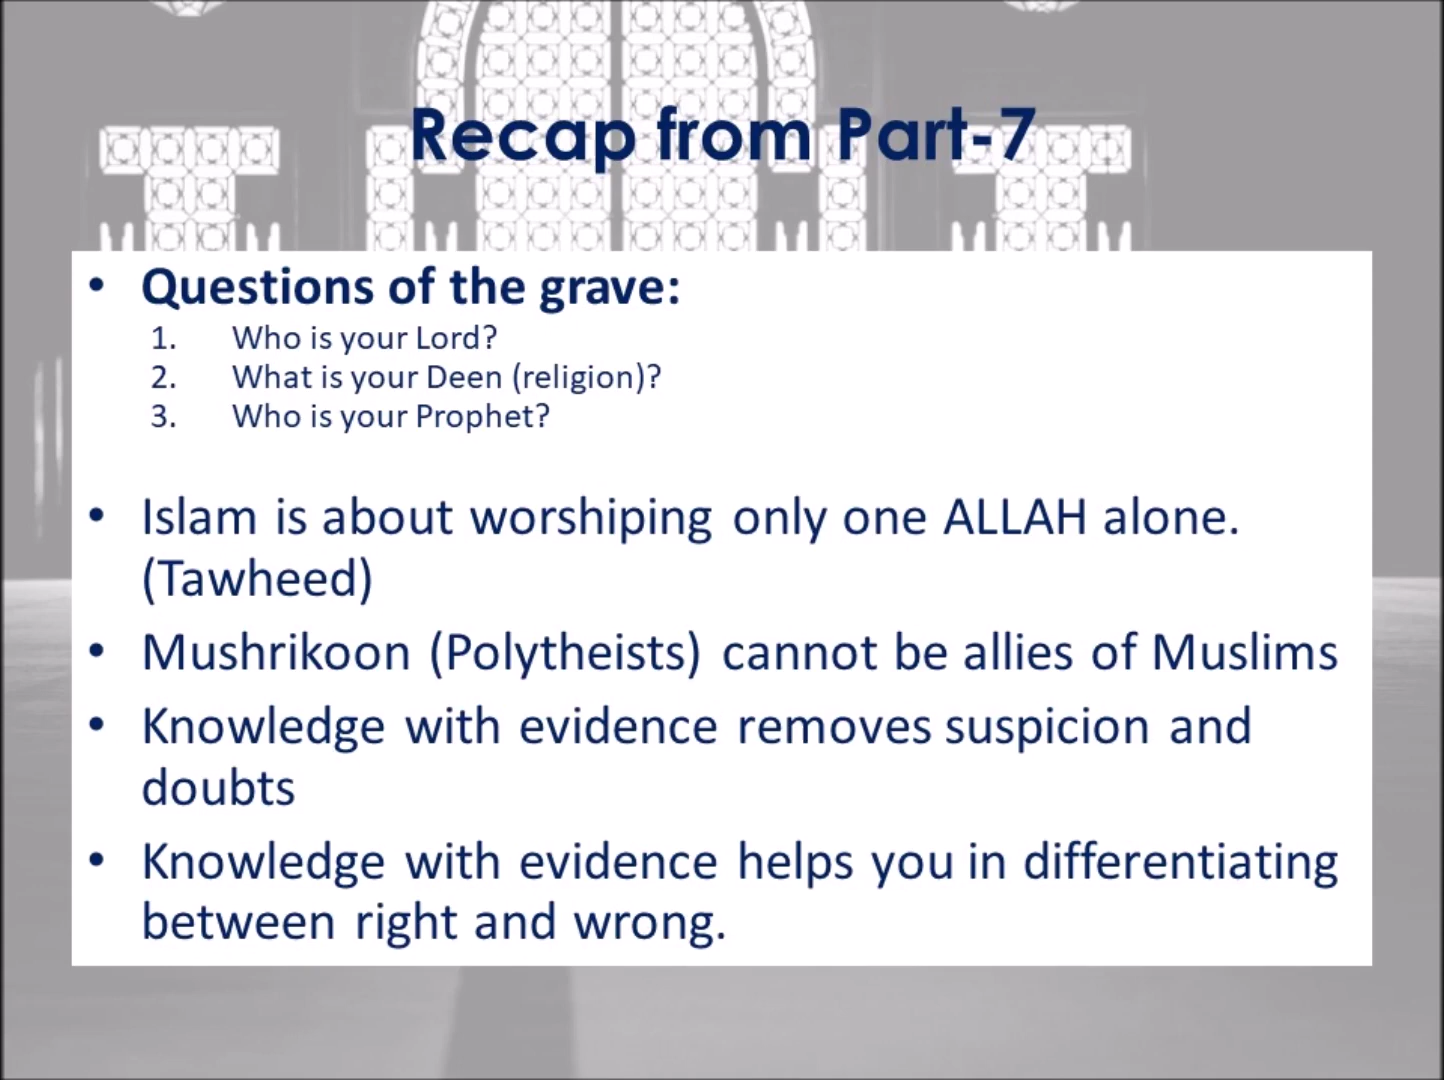 Recap from Part-7
• Questions of the grave:
1. Who is your Lord?
2. What is your Deen (religion)?
3. Who is your Prophet?
• Islam is about worshiping only one ALLAH alone.
(Tawheed)
• Mushrikoon (Polytheists) cannot be allies of Muslims
• Knowledge with evidence removes suspicion and
doubts
• Knowledge with evidence helps you in differentiating
between right and wrong.